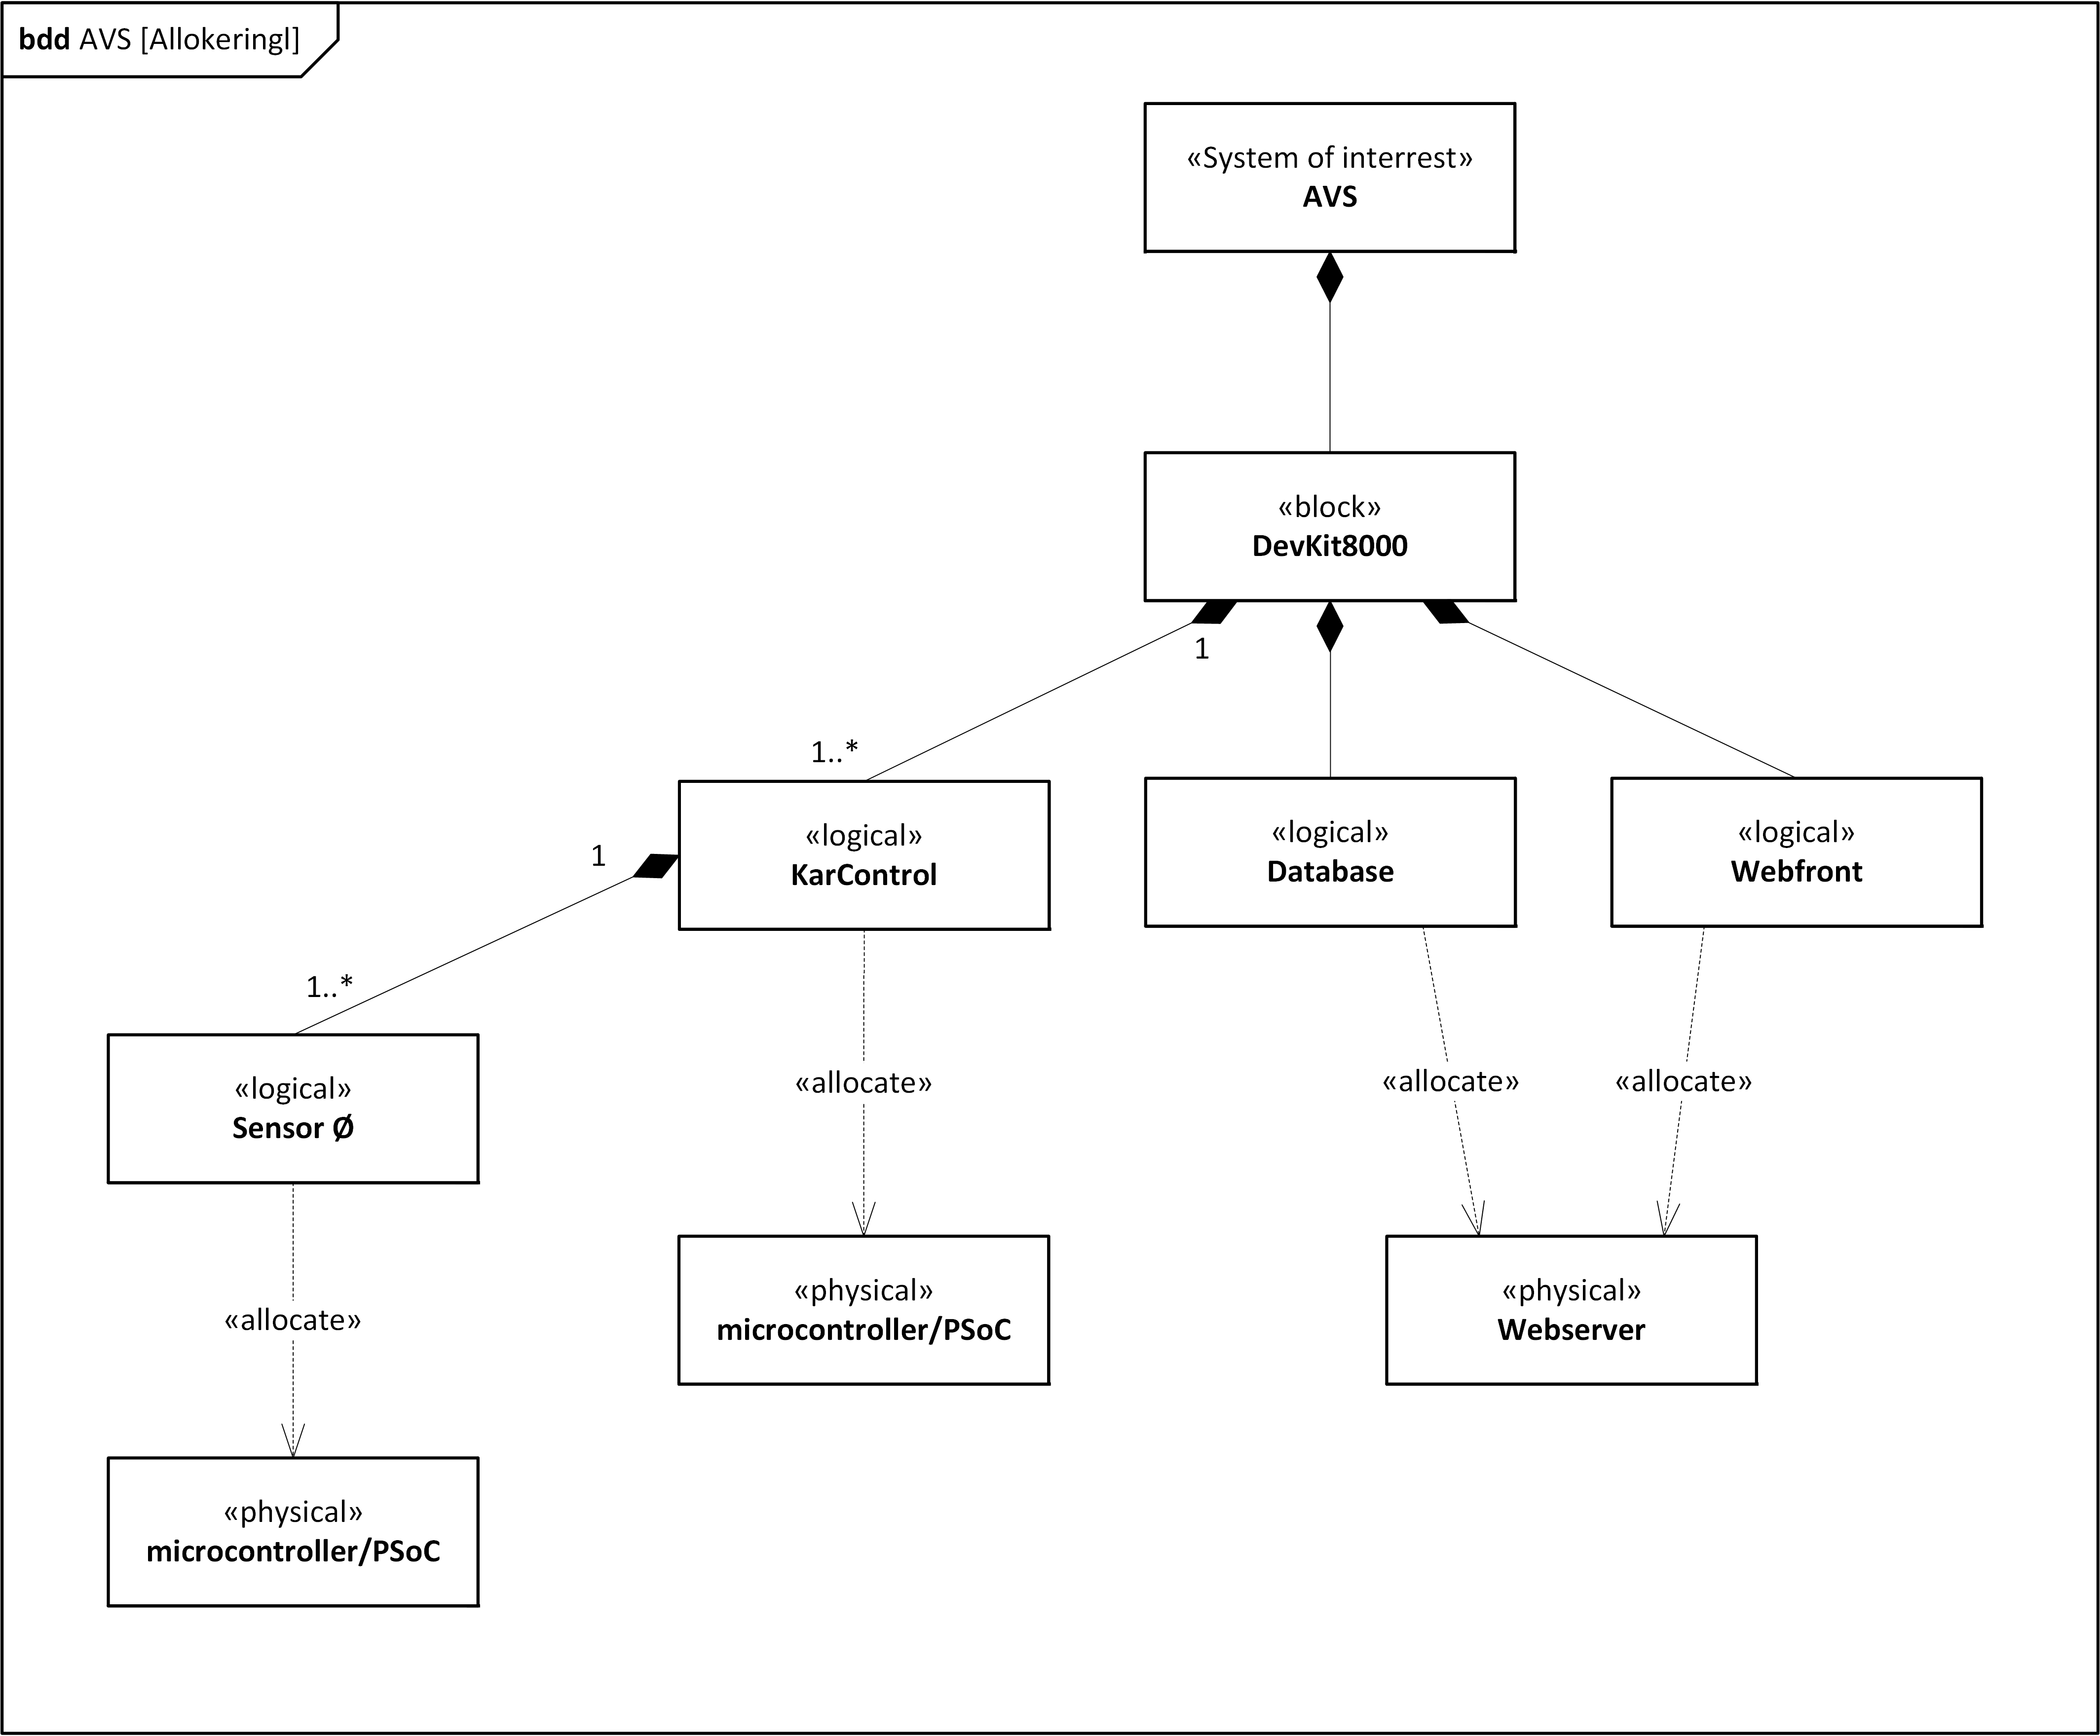 bdd AVS [Allokeringl]
«System of interrest»
AVS
«block»
DevKit8000
1
1..*
«logical»
KarControl
«logical»
Database
«logical»
Webfront
1
1..*
«logical»
Sensor Ø
«allocate»
«allocate»
«allocate»
«allocate»
«physical»
microcontroller/PSoC
«physical»
Webserver
«physical»
microcontroller/PSoC